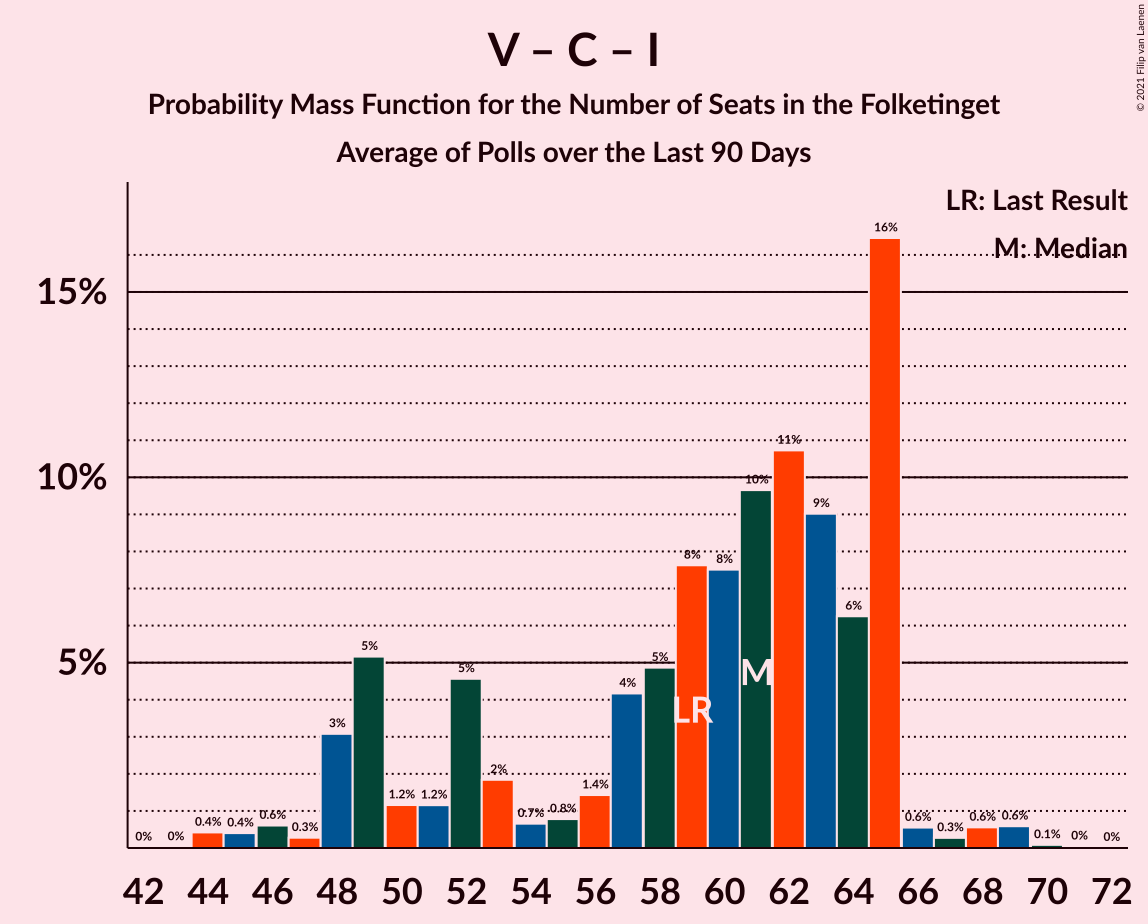 V – C – I
Probability Mass Function for the Number of Seats in the Folketinget
Average of Polls over the Last 90 Days
© 2021 Filip van Laenen
LR: Last Result
M: Median
15%
10%
5%
0% 0% 0.4% 0.4% 0.6% 0.3% 3% 5% 1.2% 1.2% 5% 2% 0.7% 0.8% 1.4% 4% 5% 8% 8% 10% 11% 9% 6% 16% 0.6% 0.3% 0.6% 0.6% 0.1% 0% 0%
LR
M
42 44 46 48 50 52 54 56 58 60 62 64 66 68 70 72